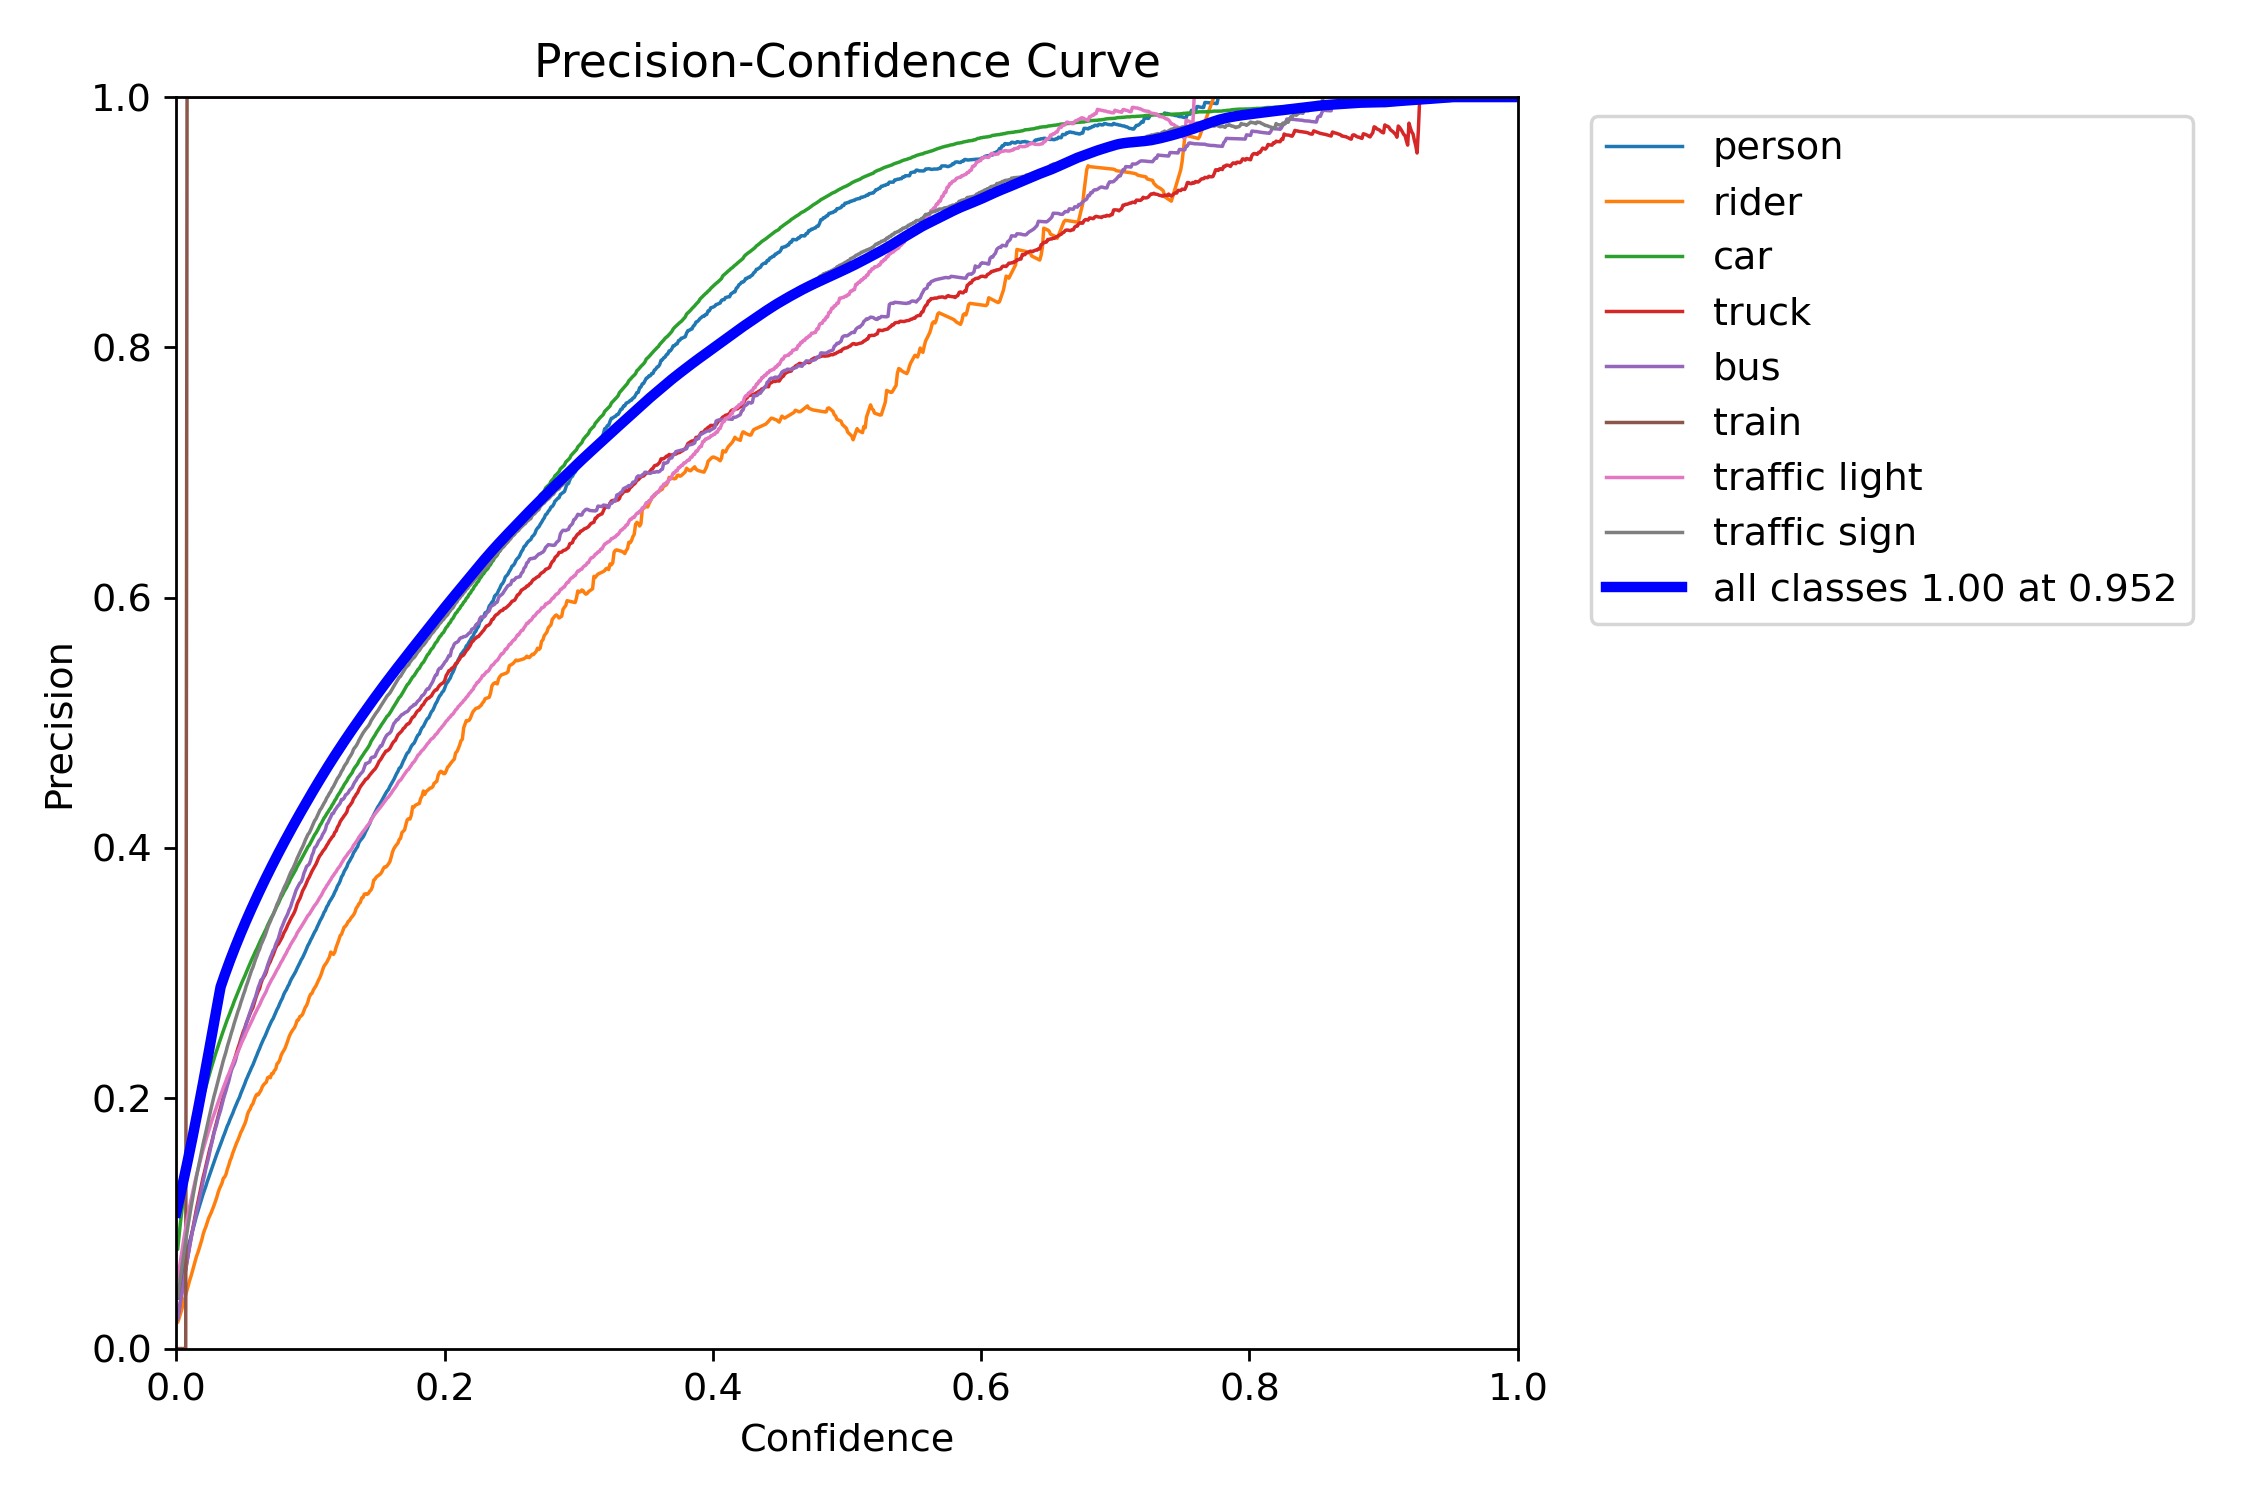 Precision-Confidence Curve
1.0
0.8
0.6
0.4
0.2
0.0
Precision
0.0 0.2 0.4 0.6 0.8 1.0
Confidence
person
rider
car
truck
bus
train
traffic light
traffic sign
all classes 1.00 at 0.952